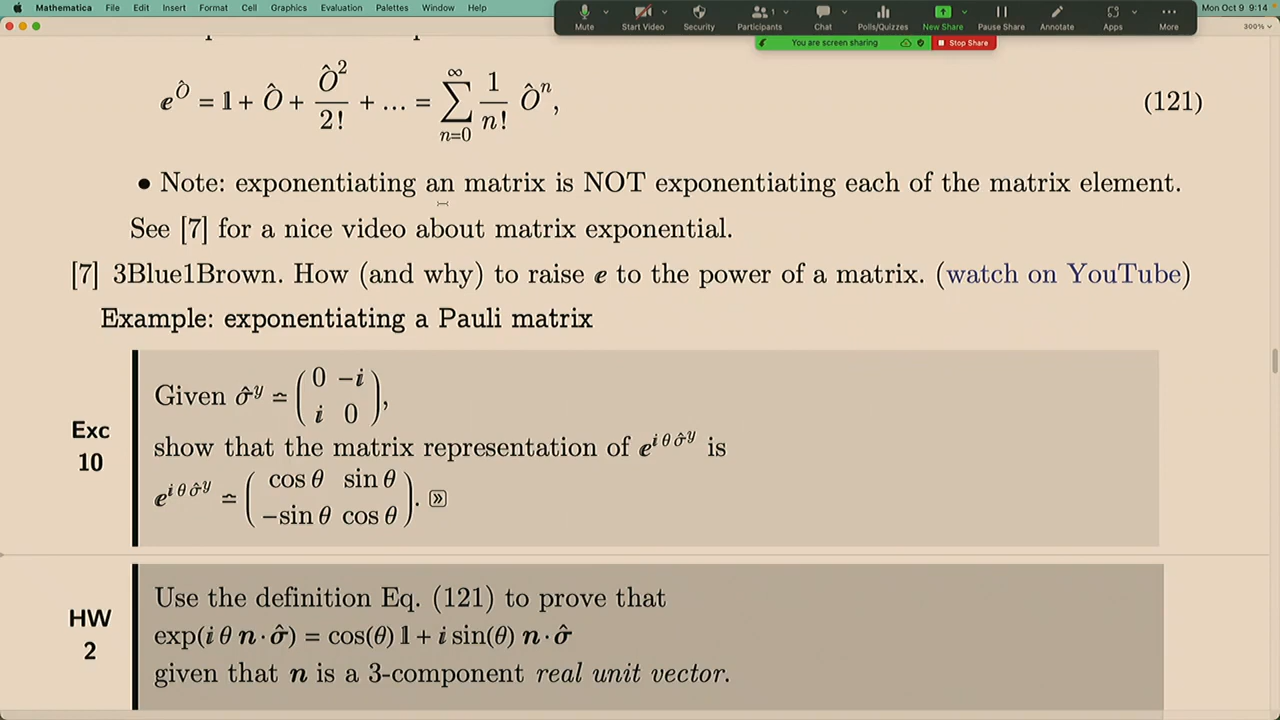 Mathematica File Edit Insert Format Cell Graphics Evaluation Palettes Window Help
Mon Oct 9 9:14
Mute Start Video Security Participants 1 Chat Polls/Quizzes New Share Pause Share Annotate Apps More
You are screen sharing Stop Share
300%
e^Ô = 𝟙 + Ô + Ô²/2! + ... = ∑_{n=0}^{∞} 1/n! Ôⁿ, (121)
• Note: exponentiating an matrix is NOT exponentiating each of the matrix element.
See [7] for a nice video about matrix exponential.
[7] 3Blue1Brown. How (and why) to raise e to the power of a matrix. (watch on YouTube)
Example: exponentiating a Pauli matrix
Exc
10
Given σ̂^y ≏ (0 -i; i 0),
show that the matrix representation of e^{i θ σ̂^y} is
e^{i θ σ̂^y} ≏ (cos θ sin θ; -sin θ cos θ). »
HW
2
Use the definition Eq. (121) to prove that
exp(i θ n·σ̂) = cos(θ) 𝟙 + i sin(θ) n·σ̂
given that n is a 3-component real unit vector.